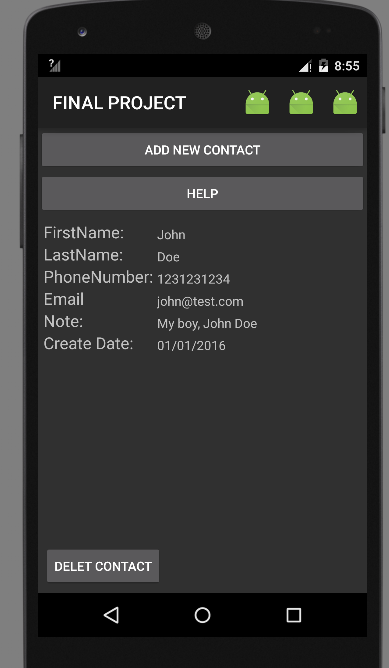 8:55
FINAL PROJECT
ADD NEW CONTACT
HELP
FirstName: John
LastName: Doe
PhoneNumber: 1231231234
Email john@test.com
Note: My boy, John Doe
Create Date: 01/01/2016
DELET CONTACT